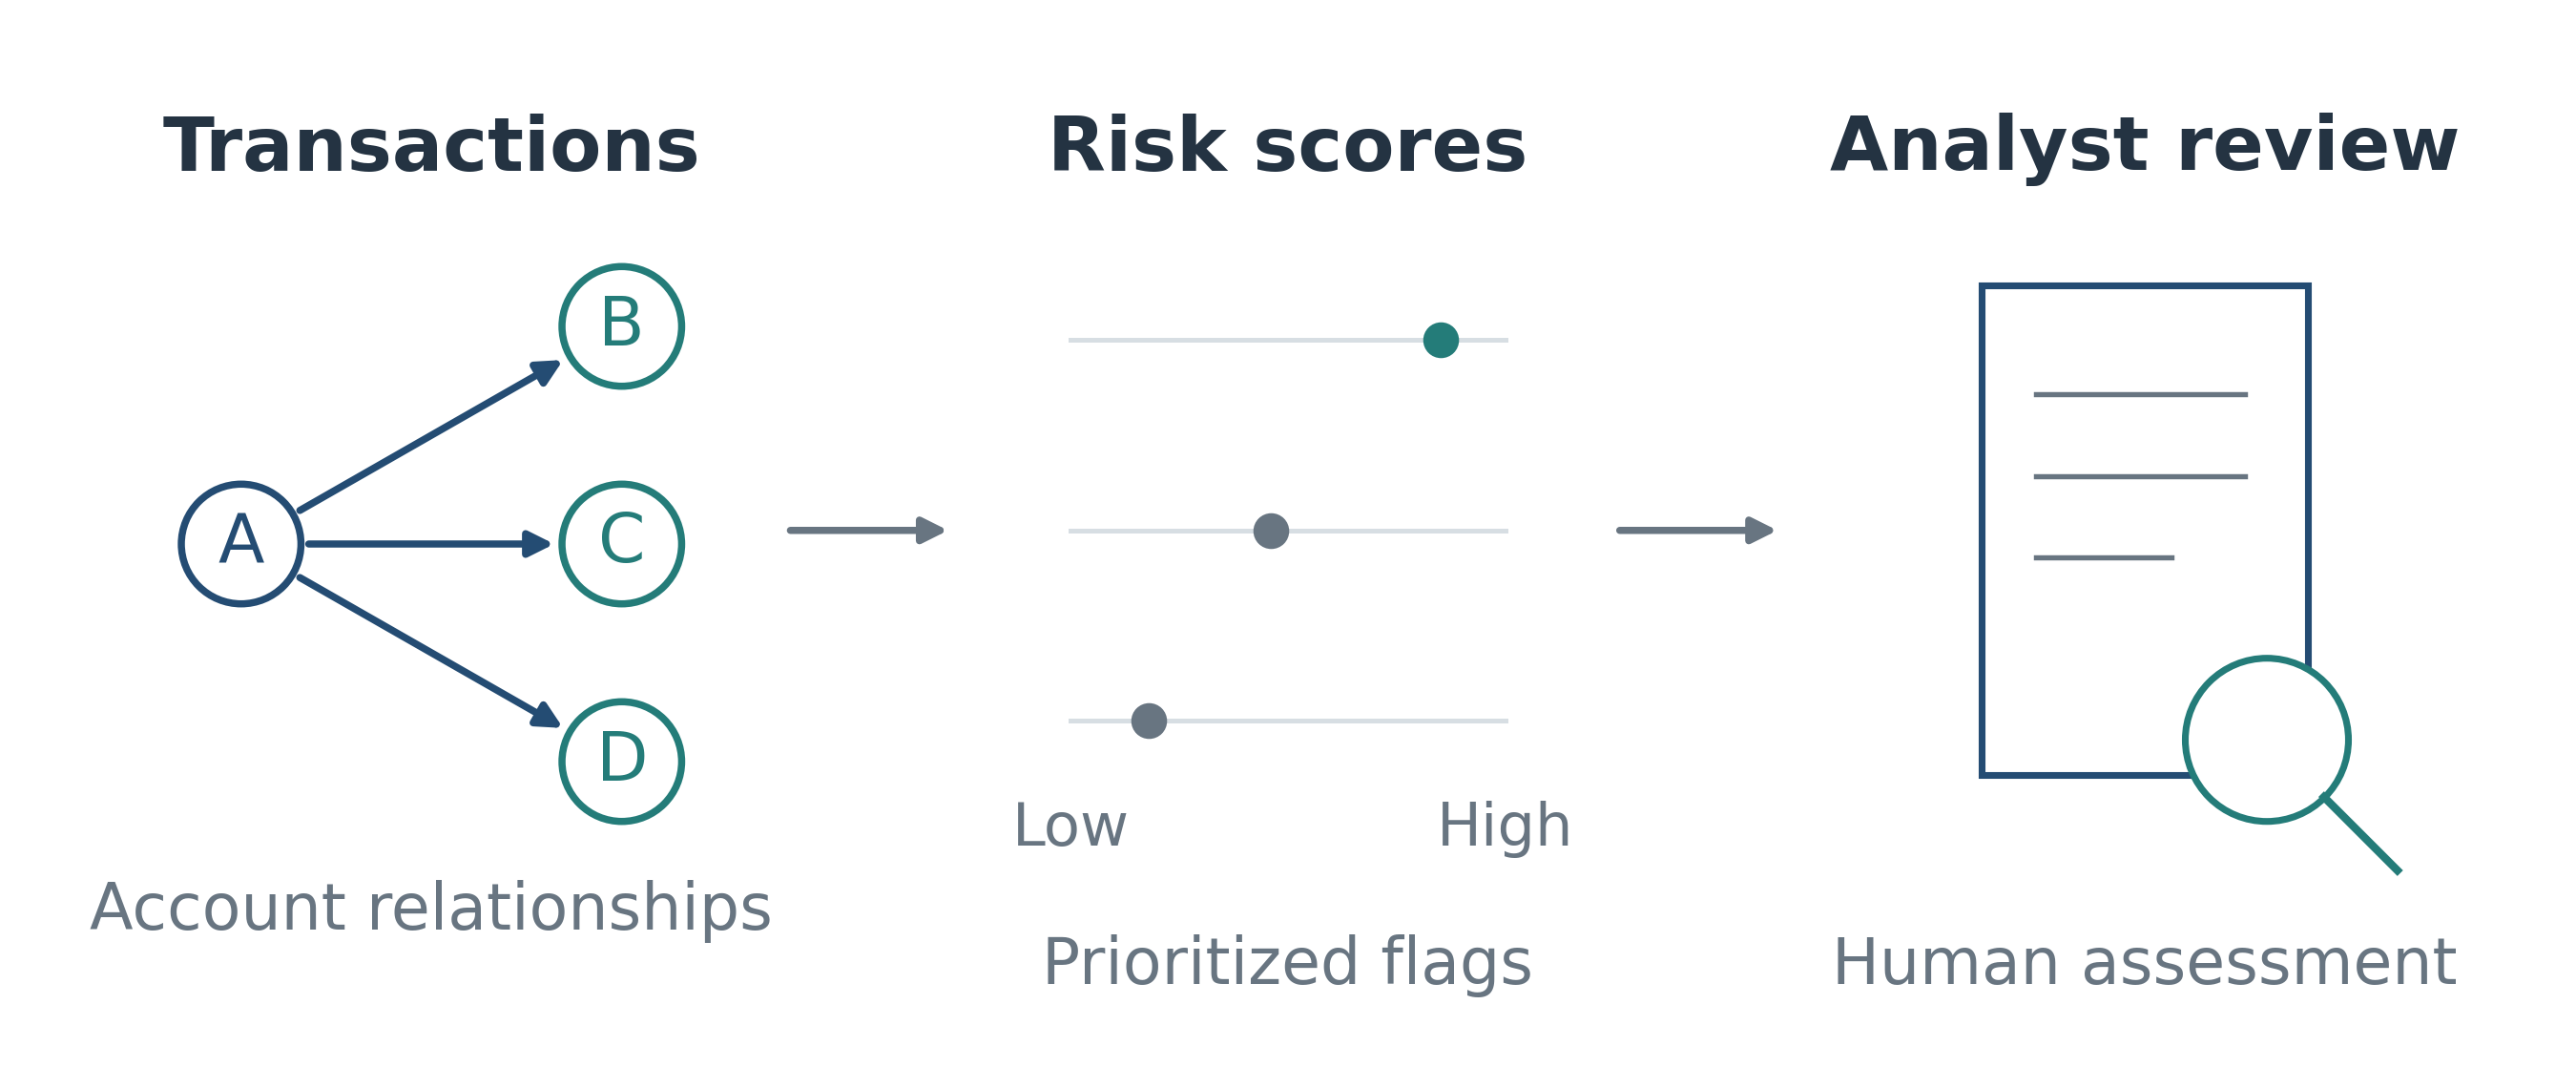 Transactions
B
A
C
D
Account relationships
Risk scores
Low
High
Prioritized flags
Analyst review
Human assessment